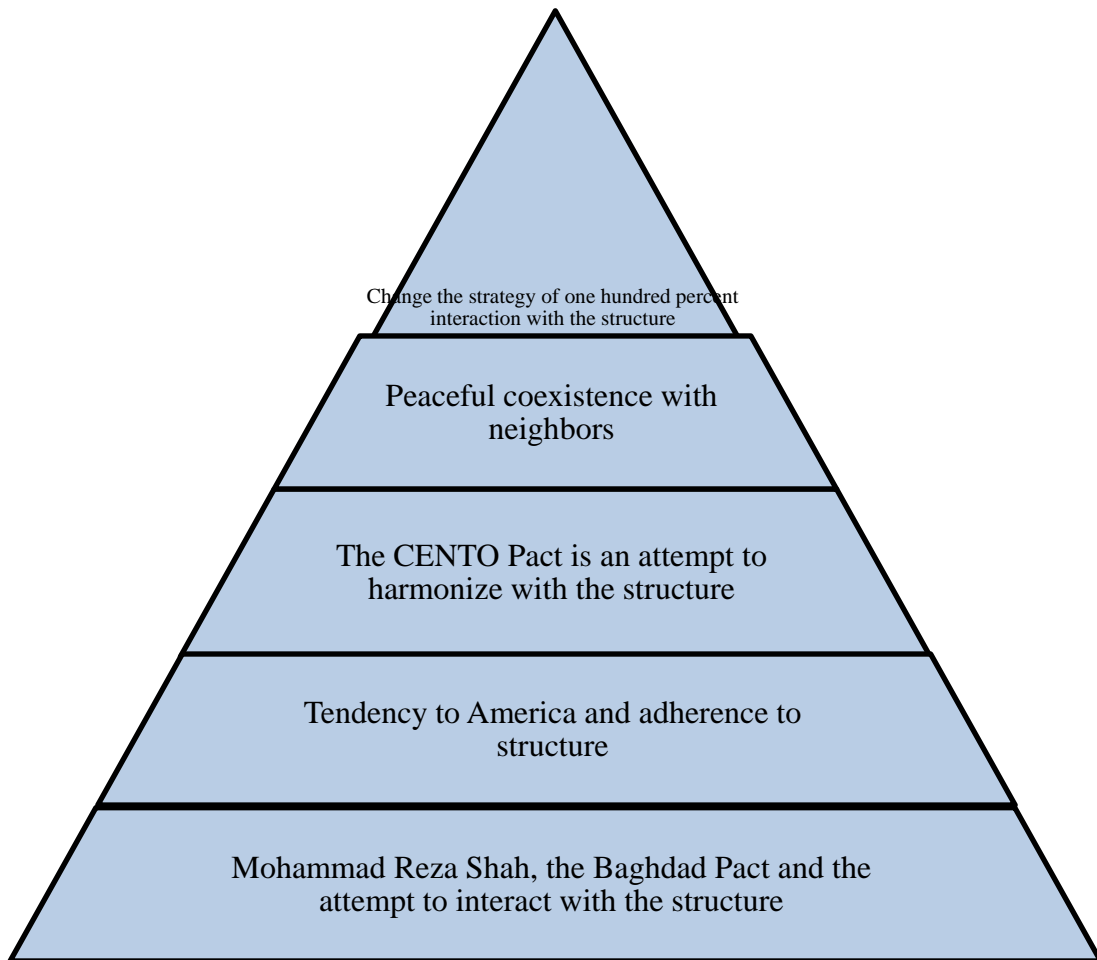 Change the strategy of one hundred percent
interaction with the structure
Peaceful coexistence with
neighbors
The CENTO Pact is an attempt to
harmonize with the structure
Tendency to America and adherence to
structure
Mohammad Reza Shah, the Baghdad Pact and the
attempt to interact with the structure